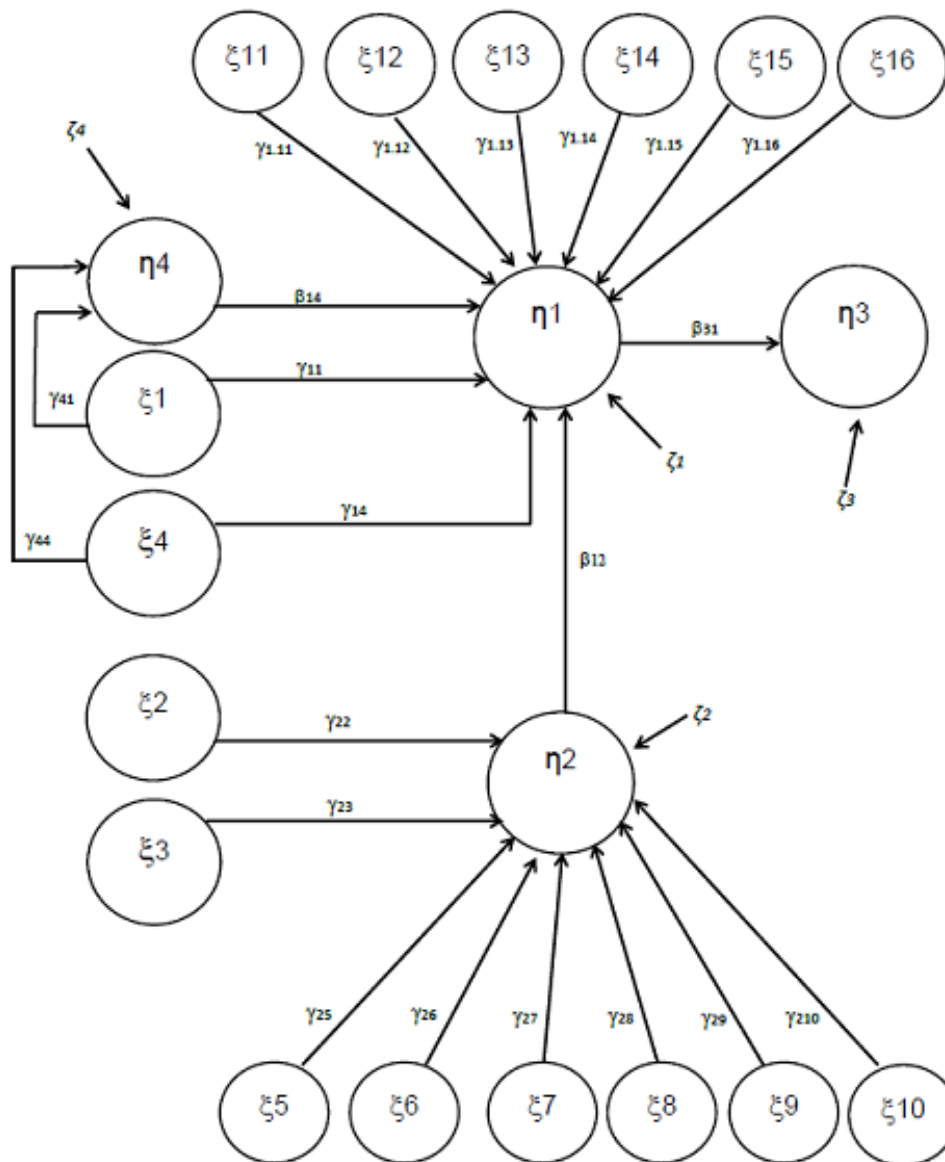 ξ11 ξ12 ξ13 ξ14 ξ15 ξ16
ζ4
γ1.11 γ1.12 γ1.13 γ1.14 γ1.15 γ1.16
η4
β14
η1
β31
η3
ξ1
γ11
γ41
ζ1
ζ3
ξ4
γ14
γ44
β12
ξ2
γ22
ζ2
η2
ξ3
γ23
γ25 γ26 γ27 γ28 γ29 γ210
ξ5 ξ6 ξ7 ξ8 ξ9 ξ10